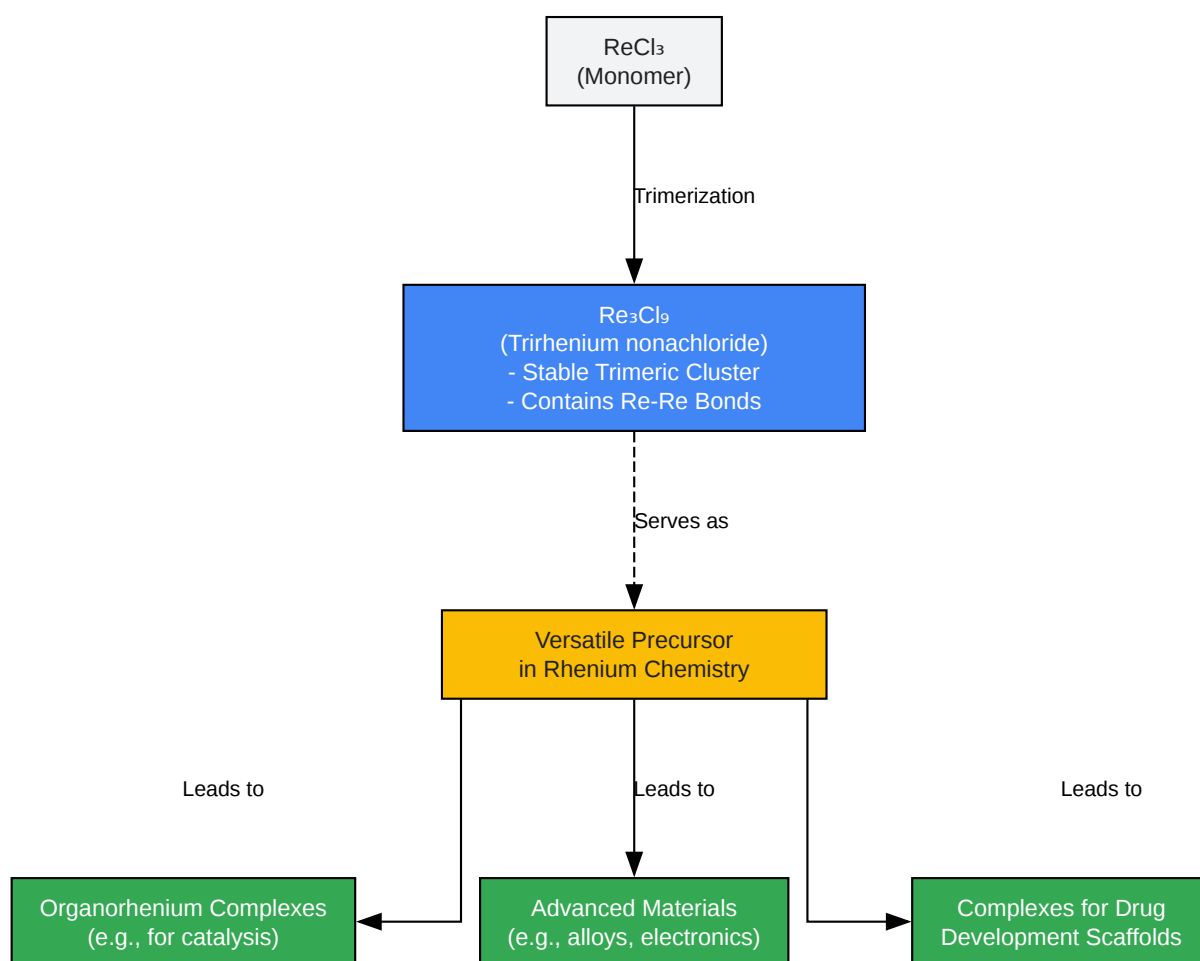 ReCl₃
(Monomer)
Trimerization
Re₃Cl₉
(Trirhenium nonachloride)
- Stable Trimeric Cluster
- Contains Re-Re Bonds
Serves as
Versatile Precursor
in Rhenium Chemistry
Leads to
Leads to
Leads to
Organorhenium Complexes
(e.g., for catalysis)
Advanced Materials
(e.g., alloys, electronics)
Complexes for Drug
Development Scaffolds